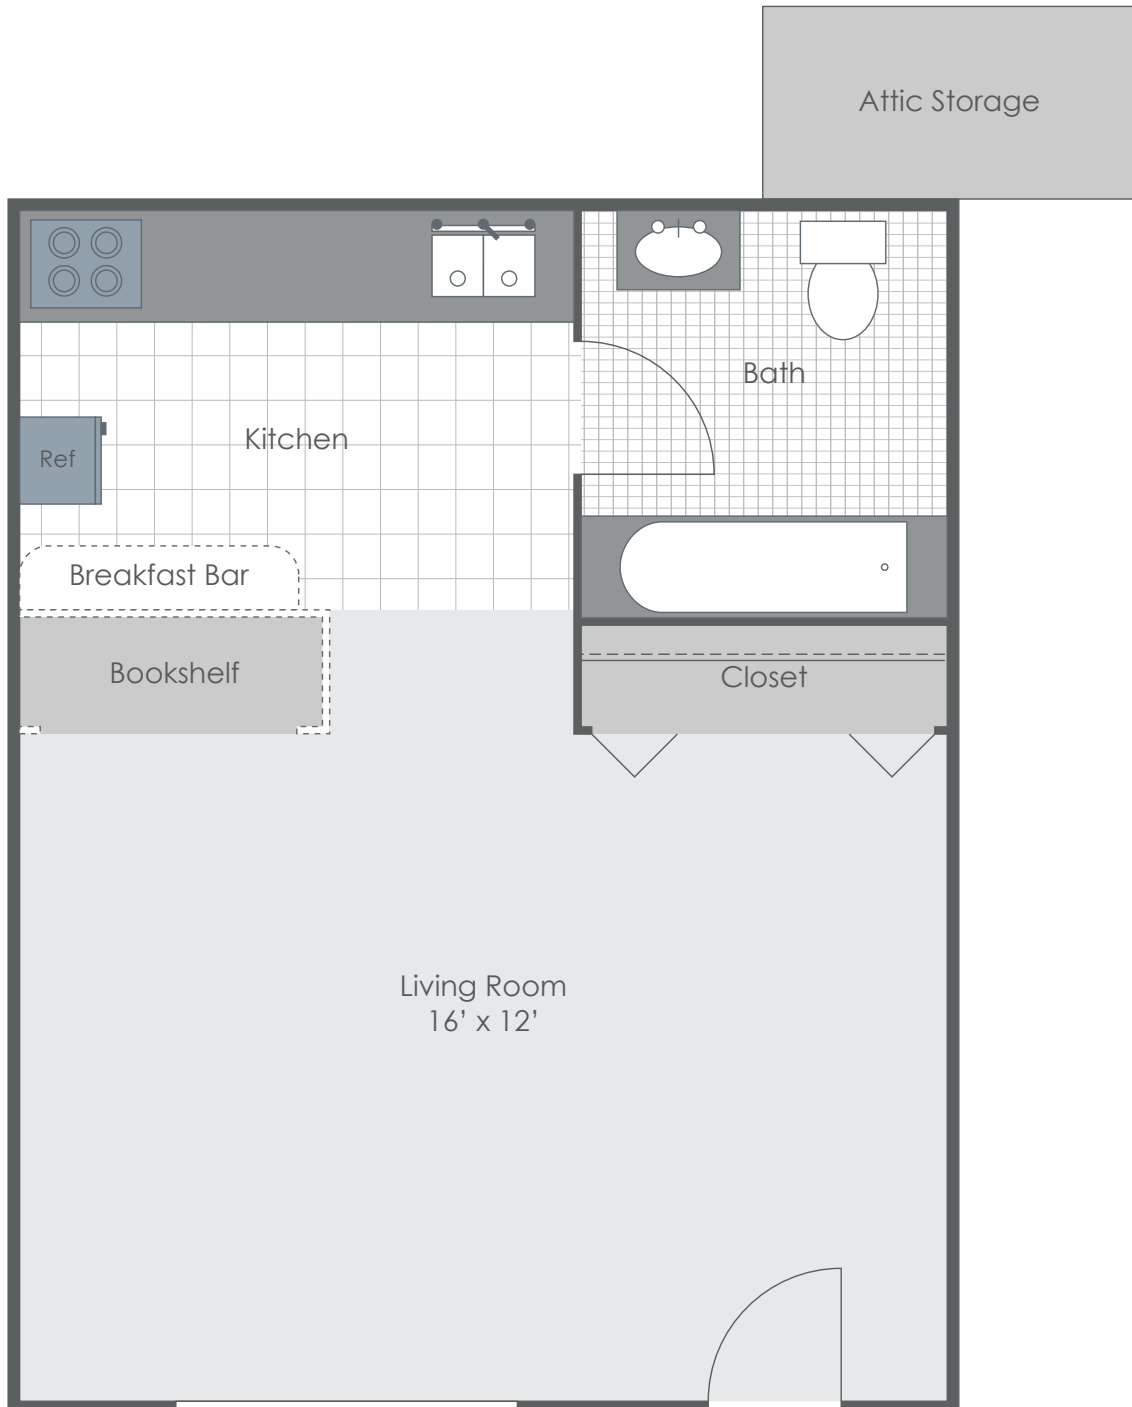 Attic Storage
Bath
Kitchen
Ref
Breakfast Bar
Bookshelf
Closet
Living Room
16’ x 12’